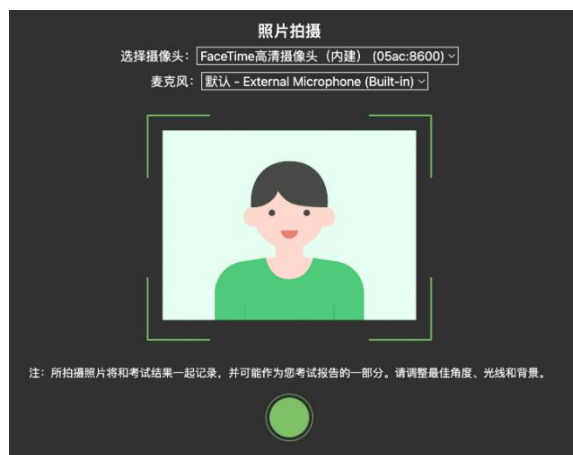 照片拍摄
选择摄像头： FaceTime高清摄像头（内建） (05ac:8600)
麦克风： 默认 - External Microphone (Built-in)
注：所拍摄照片将和考试结果一起记录，并可能作为您考试报告的一部分。请调整最佳角度、光线和背景。